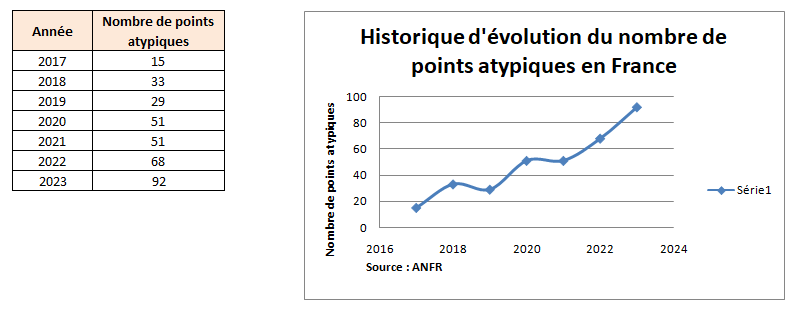 Année Nombre de points atypiques
2017 15
2018 33
2019 29
2020 51
2021 51
2022 68
2023 92
Historique d'évolution du nombre de
points atypiques en France
Nombre de points atypiques
100
80
60
40
20
0
2016 2018 2020 2022 2024
Série1
Source : ANFR